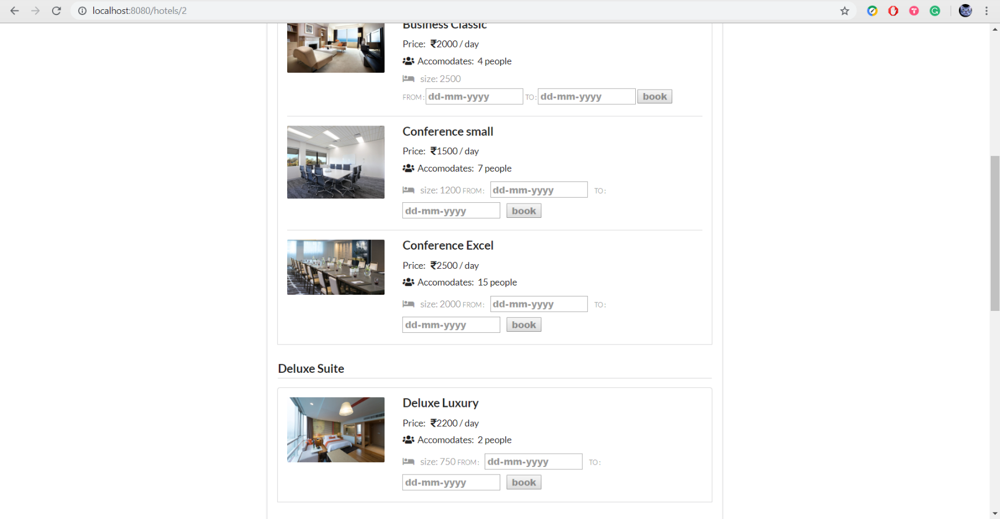 localhost:8080/hotels/2
Business Classic
Price: ₹2000 / day
Accomodates: 4 people
size: 2500
FROM: dd-mm-yyyy TO: dd-mm-yyyy book
Conference small
Price: ₹1500 / day
Accomodates: 7 people
size: 1200 FROM: dd-mm-yyyy TO:
dd-mm-yyyy book
Conference Excel
Price: ₹2500 / day
Accomodates: 15 people
size: 2000 FROM: dd-mm-yyyy TO:
dd-mm-yyyy book
Deluxe Suite
Deluxe Luxury
Price: ₹2200 / day
Accomodates: 2 people
size: 750 FROM: dd-mm-yyyy TO:
dd-mm-yyyy book